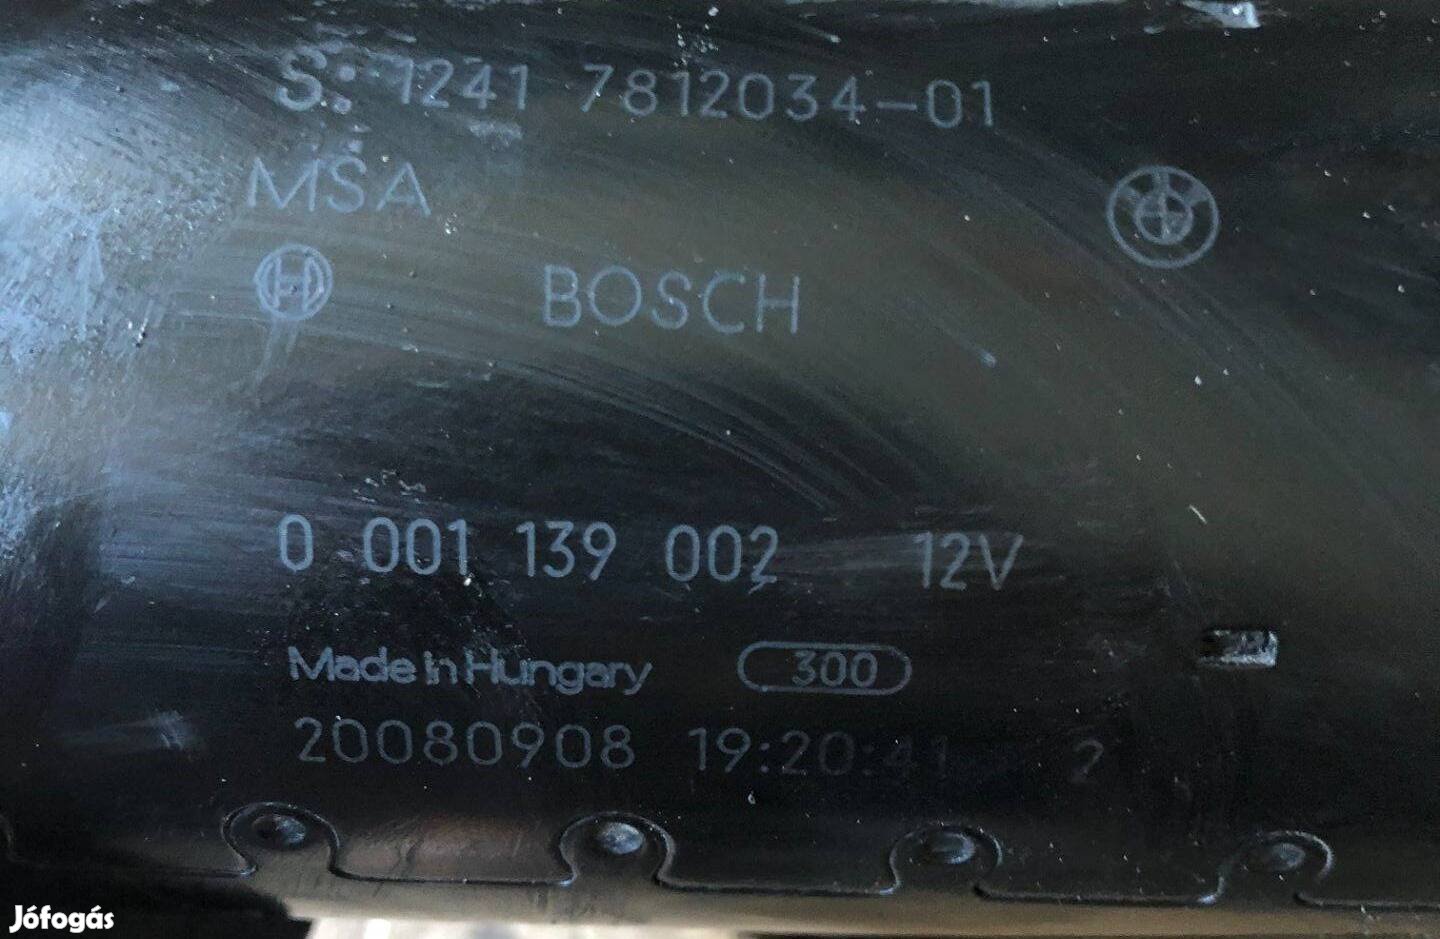 S: 1241 7812034-01
MSA
BOSCH
0 001 139 002 12V
Made in Hungary 300
20080908 19:20:41 2
Jófogás